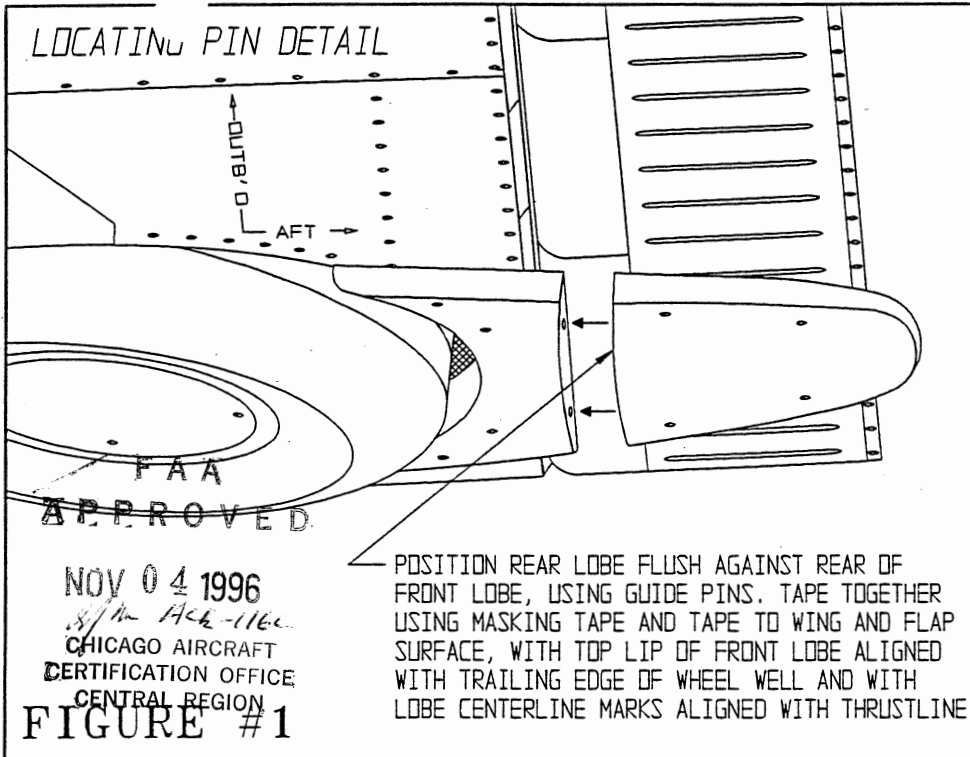 LOCATING PIN DETAIL
OUTB'D
AFT
FAA
APPROVED
NOV 04 1996
CHICAGO AIRCRAFT
CERTIFICATION OFFICE
CENTRAL REGION
FIGURE #1
POSITION REAR LOBE FLUSH AGAINST REAR OF
FRONT LOBE, USING GUIDE PINS. TAPE TOGETHER
USING MASKING TAPE AND TAPE TO WING AND FLAP
SURFACE, WITH TOP LIP OF FRONT LOBE ALIGNED
WITH TRAILING EDGE OF WHEEL WELL AND WITH
LOBE CENTERLINE MARKS ALIGNED WITH THRUSTLINE